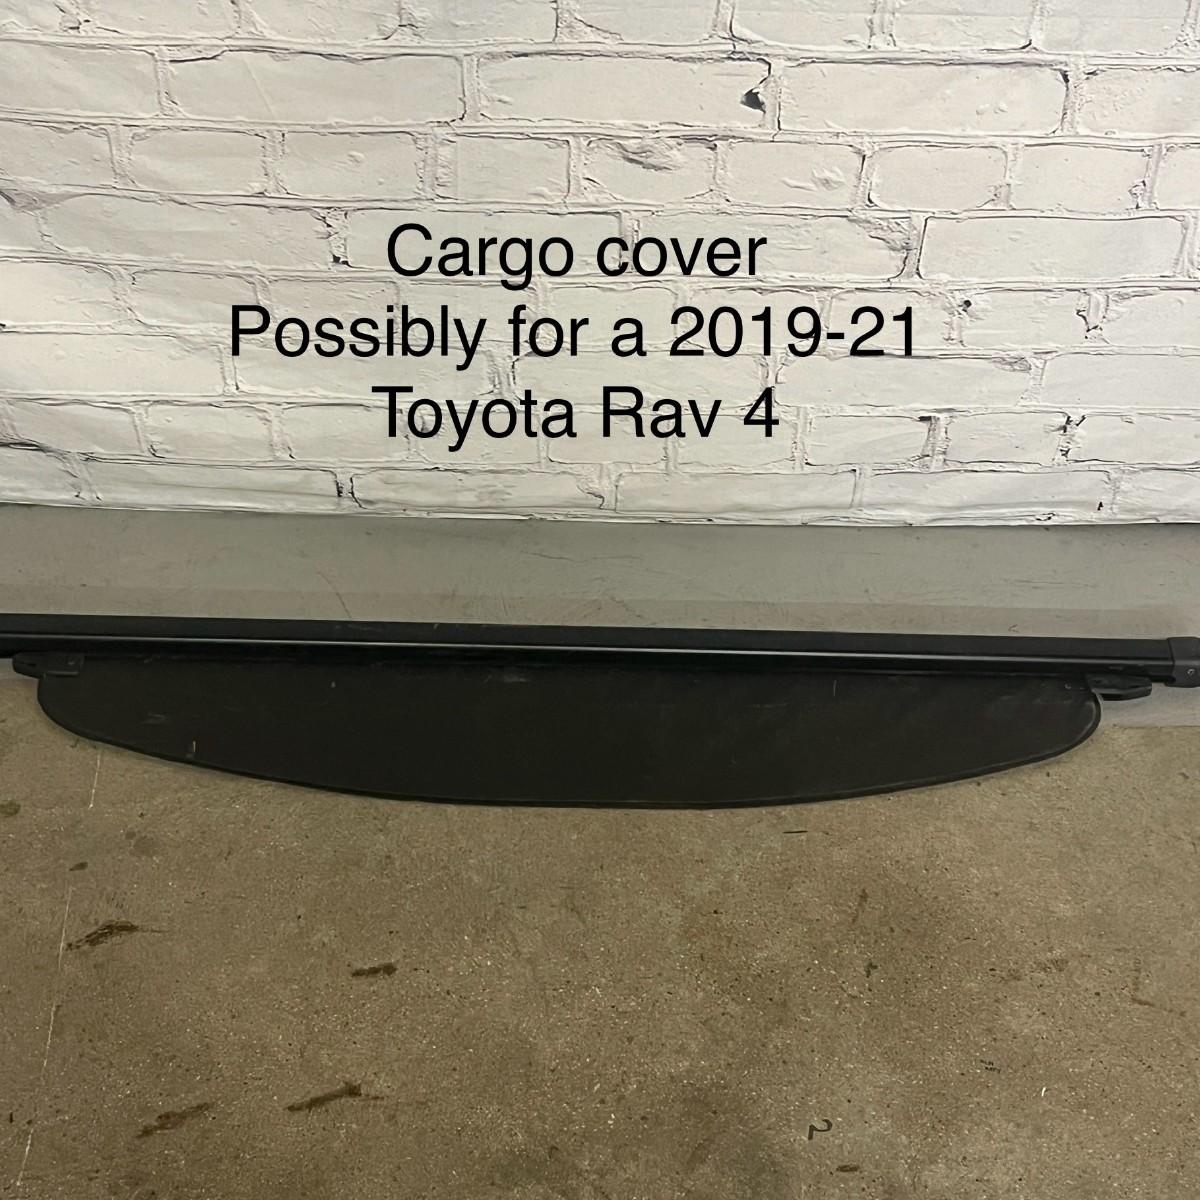 Cargo cover
Possibly for a 2019-21
Toyota Rav 4